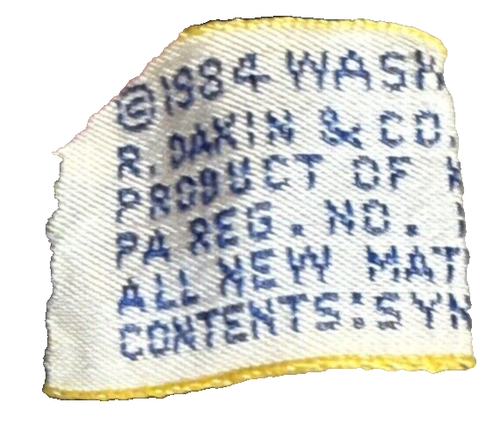 ©1984 WASH
R. DAKIN & CO.
PRODUCT OF
PA REG. NO.
ALL NEW MAT
CONTENTS:SYN